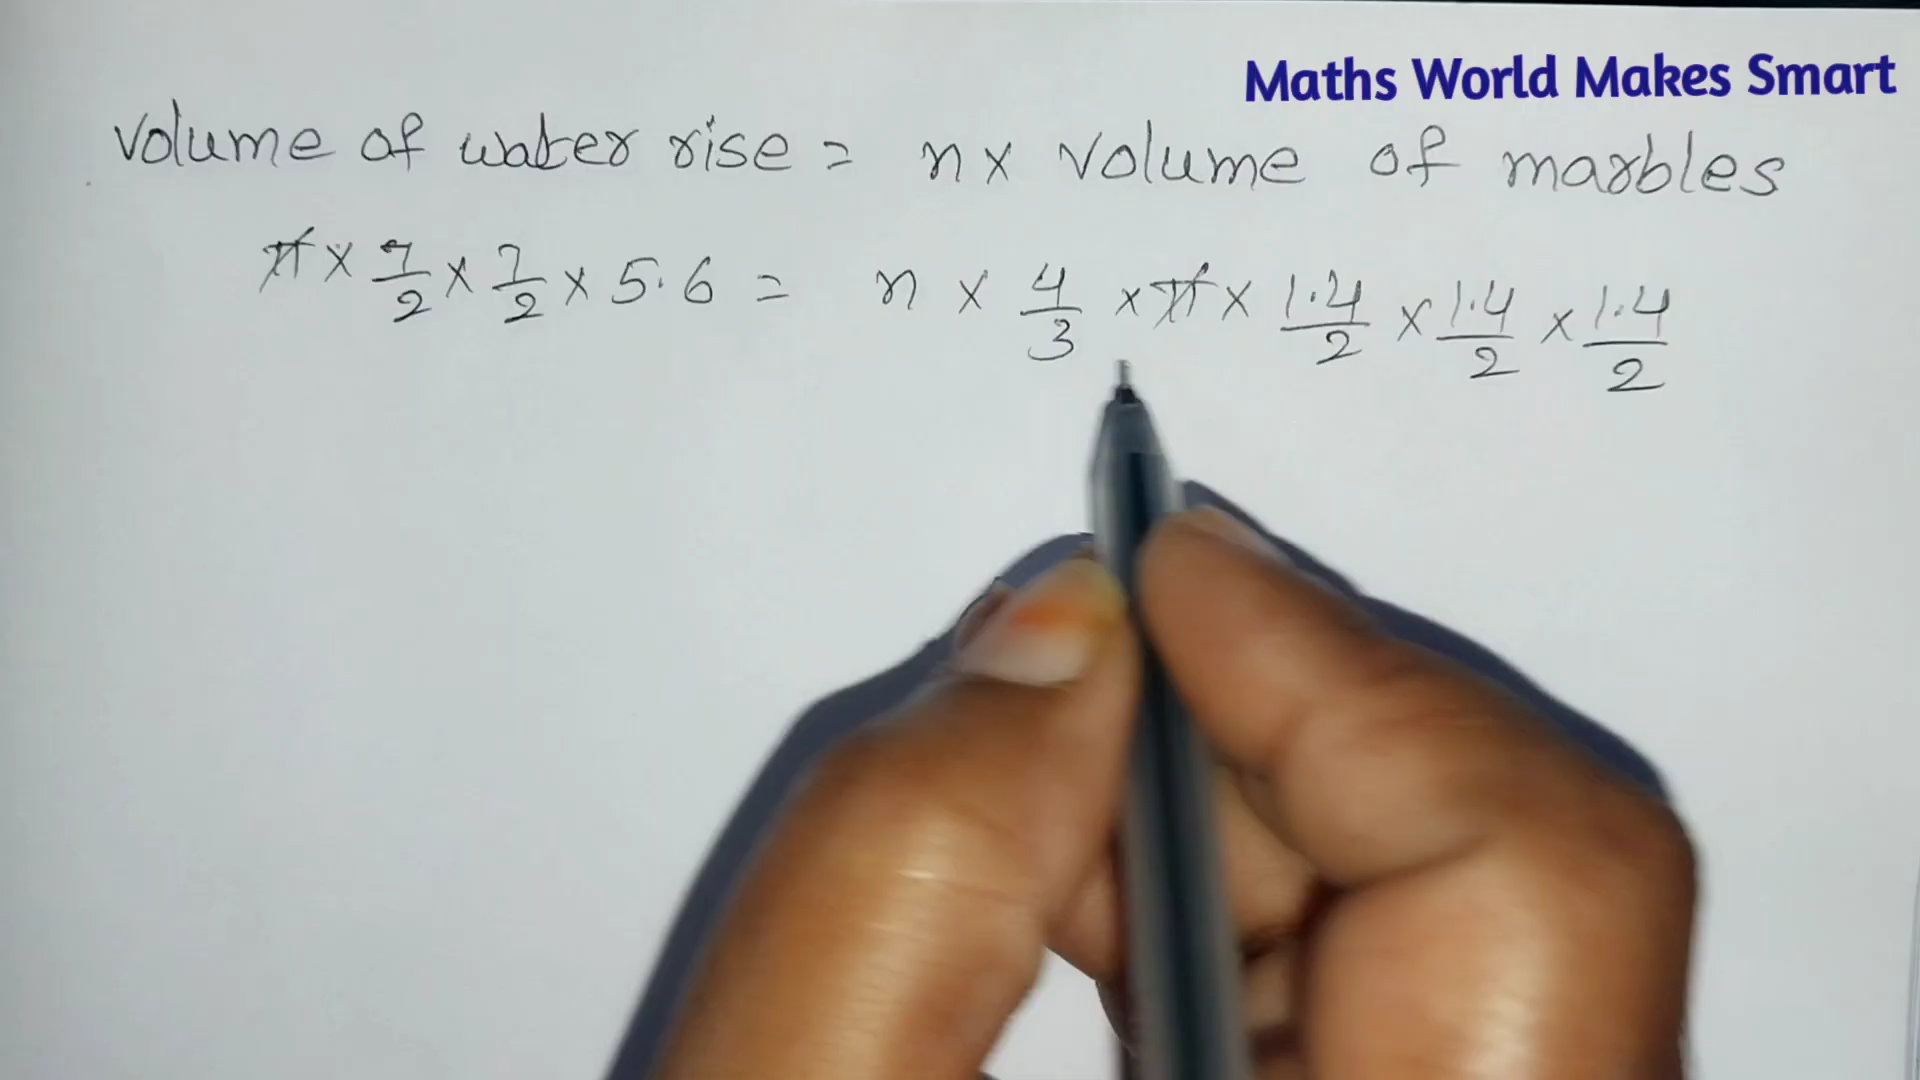 Maths World Makes Smart
volume of water rise = n x volume of marbles
π x 7/2 x 7/2 x 5.6 = n x 4/3 x π x 1.4/2 x 1.4/2 x 1.4/2